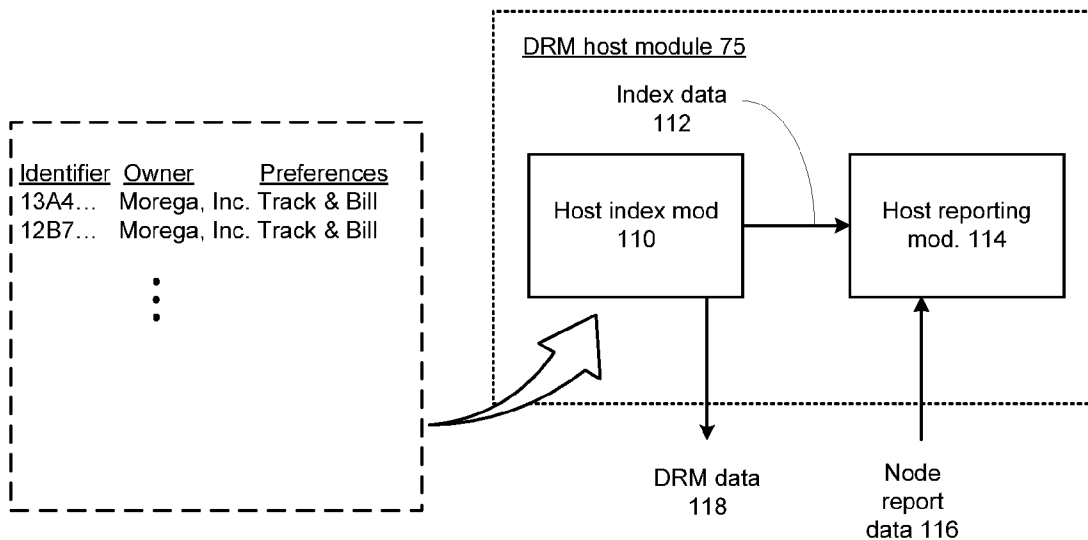 DRM host module 75
Index data
112
Identifier Owner Preferences
13A4... Morega, Inc. Track & Bill
12B7... Morega, Inc. Track & Bill
Host index mod
110
Host reporting
mod. 114
DRM data
118
Node
report
data 116